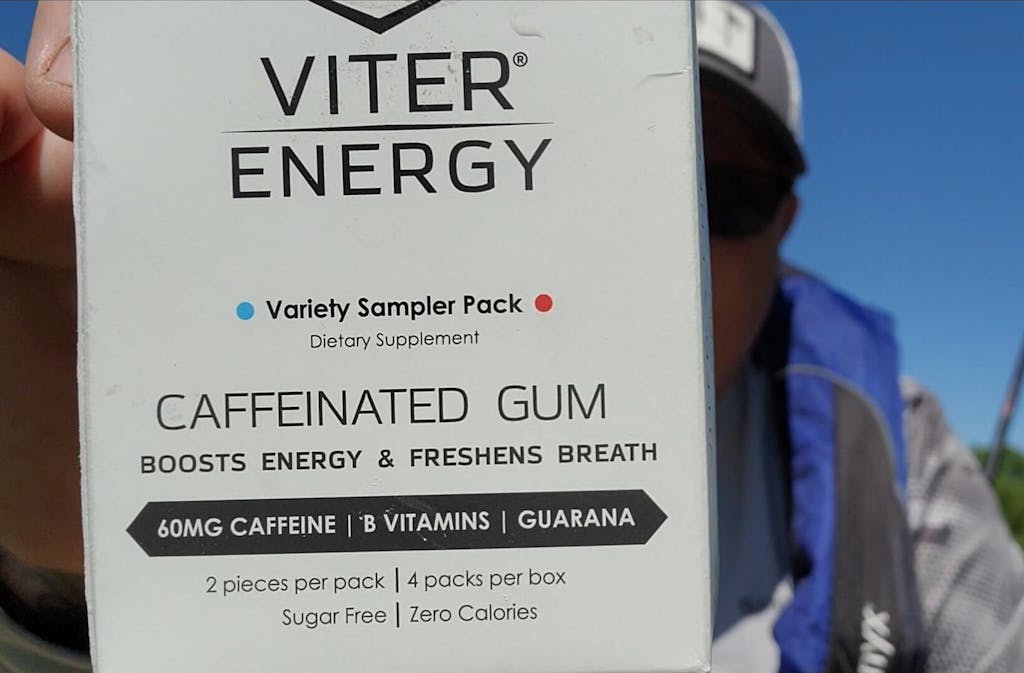 VITER®
ENERGY
Variety Sampler Pack
Dietary Supplement
CAFFEINATED GUM
BOOSTS ENERGY & FRESHENS BREATH
60MG CAFFEINE | B VITAMINS | GUARANA
2 pieces per pack | 4 packs per box
Sugar Free | Zero Calories